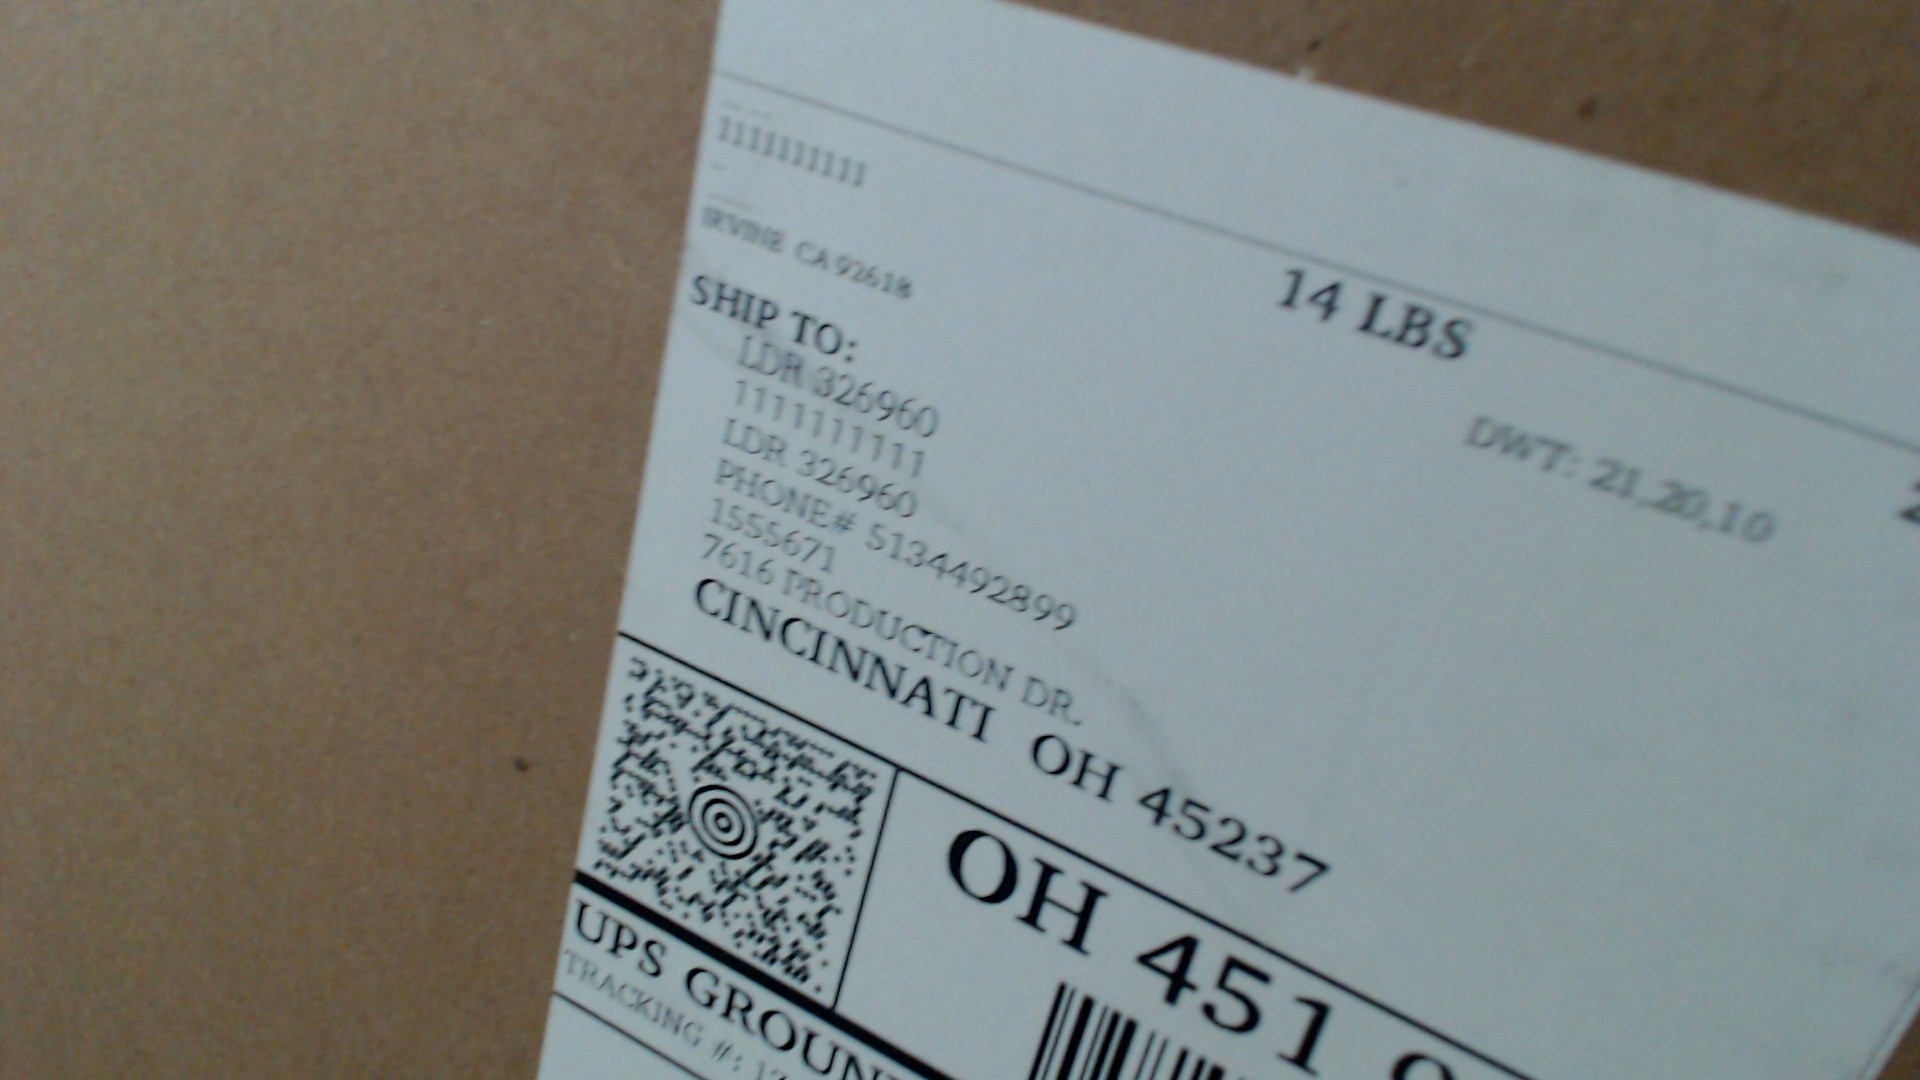 11111111111
IRVINE CA 92618
14 LBS
DWT: 21,20,10
SHIP TO:
LDR 326960
1111111111
LDR 326960
PHONE# 5134492899
1555671
7616 PRODUCTION DR.
CINCINNATI OH 45237
OH 451
UPS GROUN
TRACKING #: